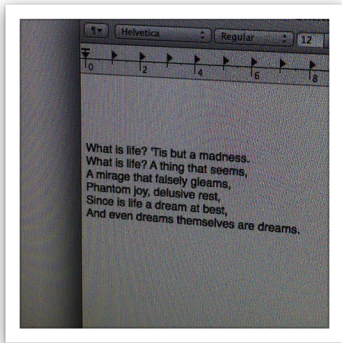 ¶ Helvetica Regular 12
0 2 4 6 8
What is life? 'Tis but a madness.
What is life? A thing that seems,
A mirage that falsely gleams,
Phantom joy, delusive rest,
Since is life a dream at best,
And even dreams themselves are dreams.